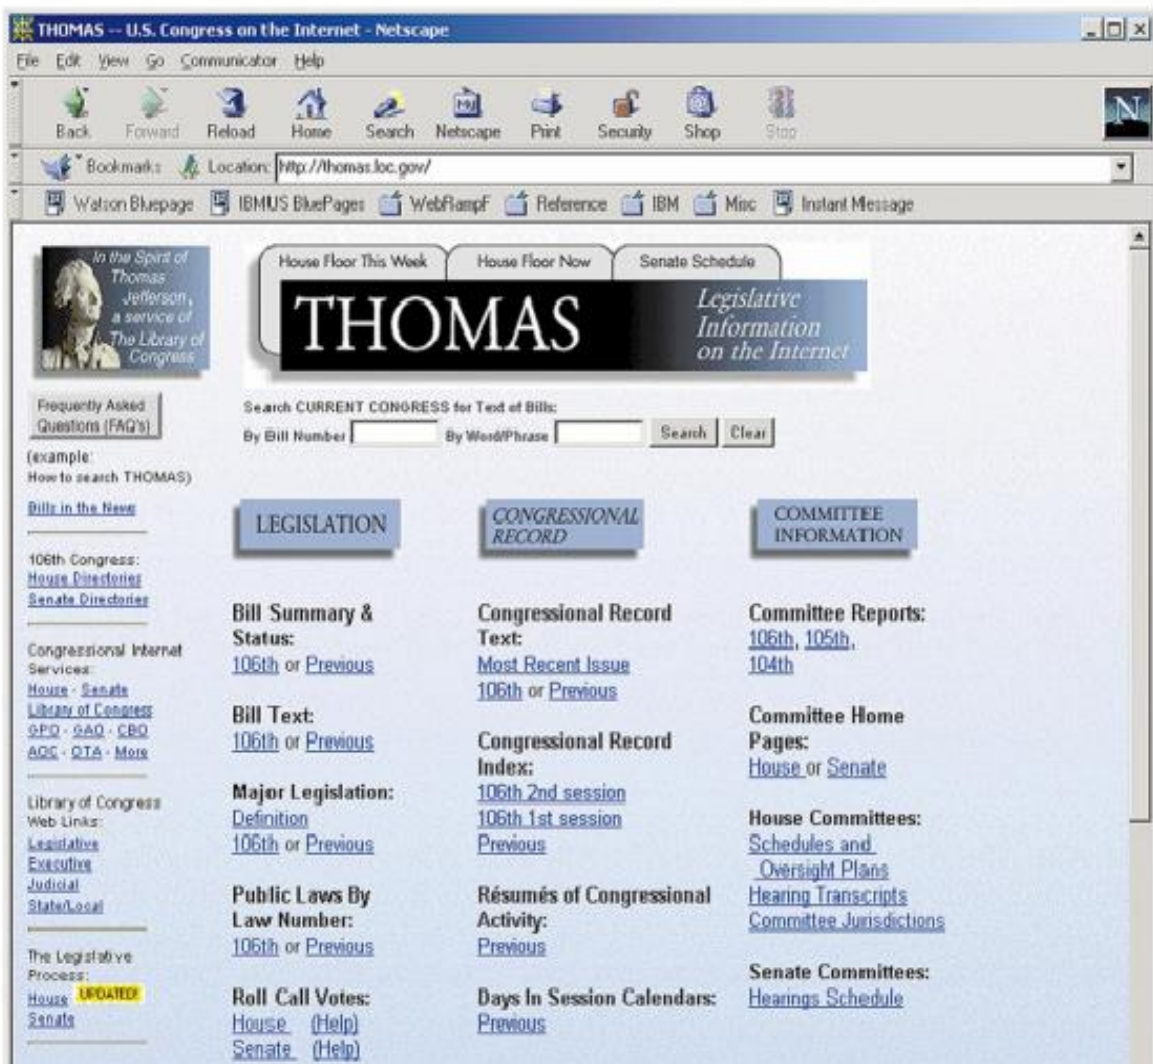 THOMAS -- U.S. Congress on the Internet - Netscape
File Edit View Go Communicator Help
Back Forward Reload Home Search Netscape Print Security Shop Stop
My
N
Bookmarks Location: http://thomas.loc.gov/
Watson Bluepage IBMIUS BluePages WebRampF Reference IBM Misc Instant Message
In the Spirit of
Thomas
Jefferson,
a service of
The Library of
Congress
House Floor This Week House Floor Now Senate Schedule
THOMAS
Legislative
Information
on the Internet
Frequently Asked
Questions (FAQ's)
(example:
How to search THOMAS)
Search CURRENT CONGRESS for Text of Bills:
By Bill Number By Word/Phrase Search Clear
Bills in the News
106th Congress:
House Directories
Senate Directories
Congressional Internet
Services:
House - Senate
Library of Congress
GPO - GAO - CBO
AOC - OTA - More
Library of Congress
Web Links:
Legislative
Executive
Judicial
State/Local
The Legislative
Process:
House UPDATED!
Senate
LEGISLATION
Bill Summary &
Status:
106th or Previous
Bill Text:
106th or Previous
Major Legislation:
Definition
106th or Previous
Public Laws By
Law Number:
106th or Previous
Roll Call Votes:
House (Help)
Senate (Help)
CONGRESSIONAL
RECORD
Congressional Record
Text:
Most Recent Issue
106th or Previous
Congressional Record
Index:
106th 2nd session
106th 1st session
Previous
Résumés of Congressional
Activity:
Previous
Days In Session Calendars:
Previous
COMMITTEE
INFORMATION
Committee Reports:
106th, 105th,
104th
Committee Home
Pages:
House or Senate
House Committees:
Schedules and
Oversight Plans
Hearing Transcripts
Committee Jurisdictions
Senate Committees:
Hearings Schedule